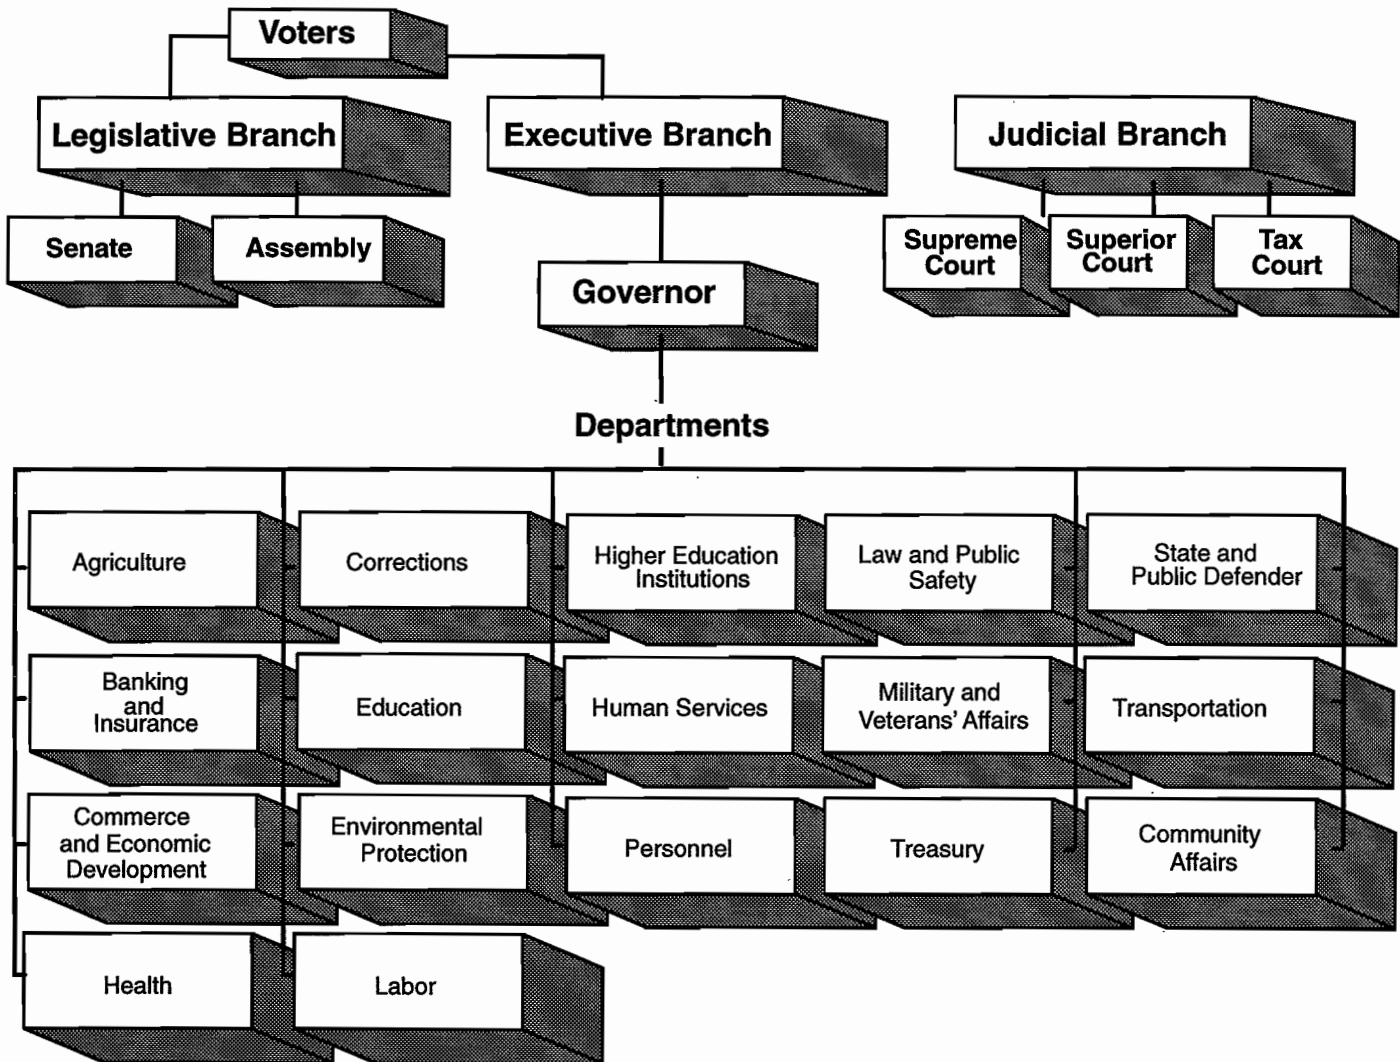 Voters
Legislative Branch
Executive Branch
Judicial Branch
Senate
Assembly
Supreme
Court
Superior
Court
Tax
Court
Governor
Departments
Agriculture
Corrections
Higher Education
Institutions
Law and Public
Safety
State and
Public Defender
Banking
and
Insurance
Education
Human Services
Military and
Veterans' Affairs
Transportation
Commerce
and Economic
Development
Environmental
Protection
Personnel
Treasury
Community
Affairs
Health
Labor